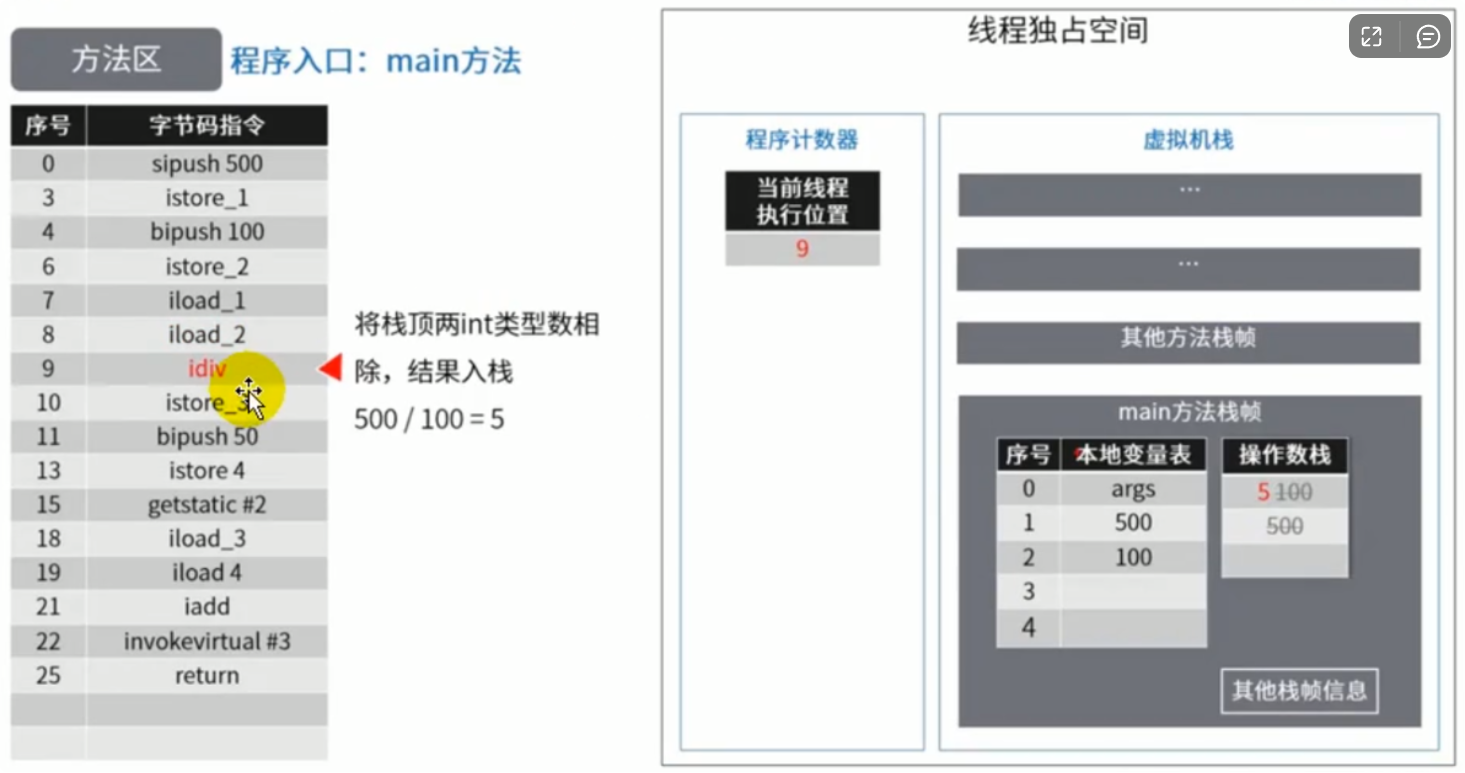 方法区 程序入口：main方法
序号 字节码指令
0 sipush 500
3 istore_1
4 bipush 100
6 istore_2
7 iload_1
8 iload_2
9 idiv
10 istore_3
11 bipush 50
13 istore 4
15 getstatic #2
18 iload_3
19 iload 4
21 iadd
22 invokevirtual #3
25 return
将栈顶两int类型数相
除，结果入栈
500 / 100 = 5
线程独占空间
程序计数器
当前线程
执行位置
9
虚拟机栈
...
...
其他方法栈帧
main方法栈帧
序号 本地变量表 操作数栈
0 args 5 100
1 500 500
2 100
3
4
其他栈帧信息